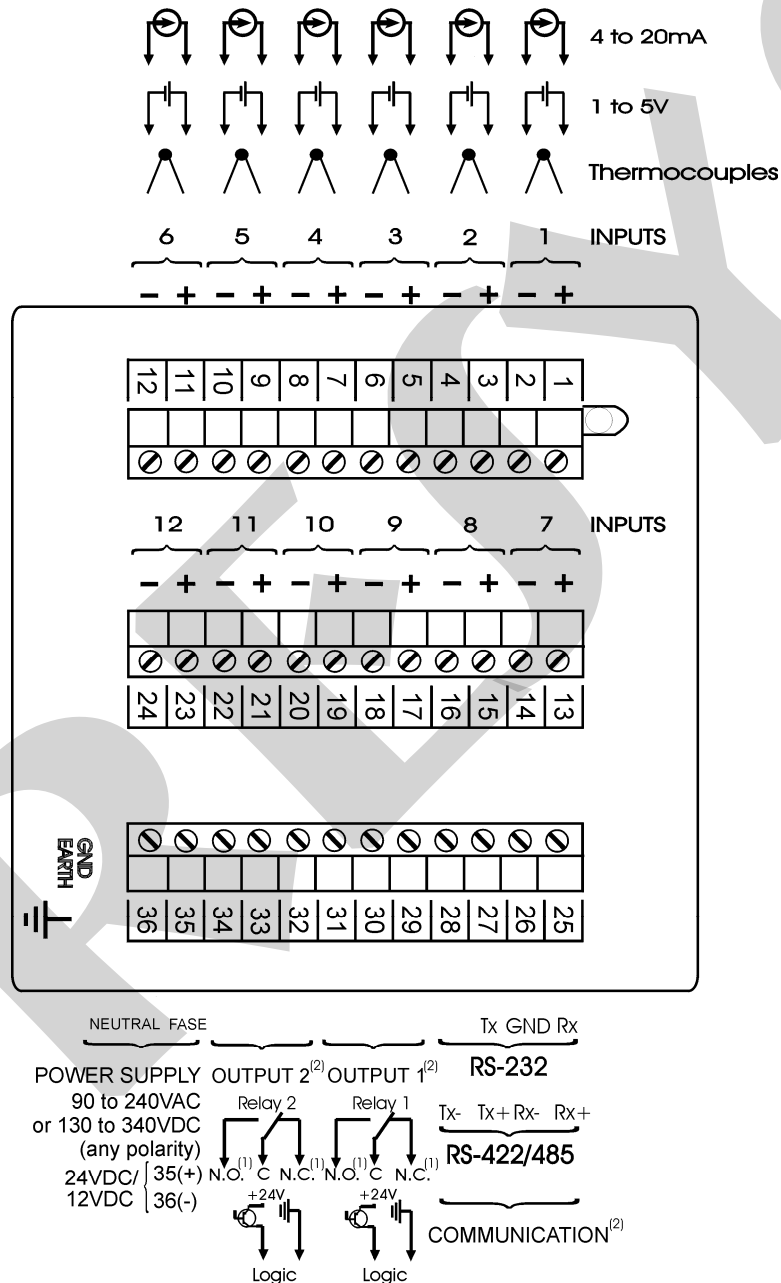 4 to 20mA
1 to 5V
Thermocouples
6 5 4 3 2 1 INPUTS
− + − + − + − + − + − +
12 11 10 9 8 7 6 5 4 3 2 1
12 11 10 9 8 7 INPUTS
− + − + − + − + − + − +
24 23 22 21 20 19 18 17 16 15 14 13
GND
EARTH
36 35 34 33 32 31 30 29 28 27 26 25
NEUTRAL FASE
Tx GND Rx
RS-232
POWER SUPPLY
90 to 240VAC
or 130 to 340VDC
(any polarity)
24VDC/ 35(+)
12VDC 36(-)
OUTPUT 2(2) OUTPUT 1(2)
Relay 2 Relay 1
N.O.(1) C N.C.(1) N.O.(1) C N.C.(1)
+24V +24V
Logic Logic
Tx- Tx+ Rx- Rx+
RS-422/485
COMMUNICATION(2)
PRESYS